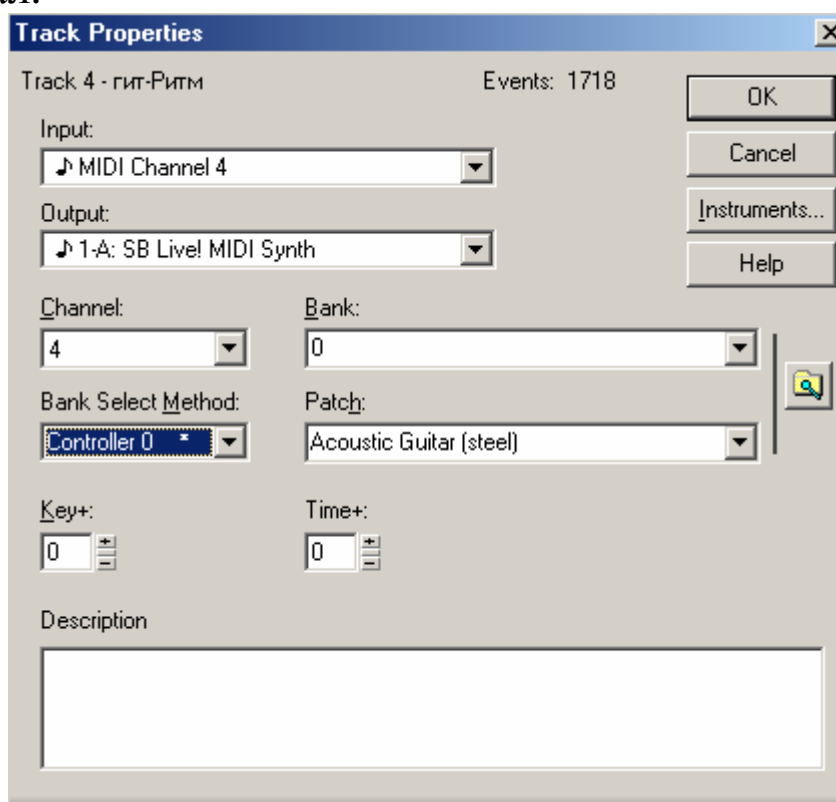 Track Properties
Track 4 - гит-Ритм Events: 1718
OK
Input:
MIDI Channel 4
Cancel
Output:
Instruments...
1-A: SB Live! MIDI Synth
Help
Channel: Bank:
4 0
Bank Select Method: Patch:
Controller 0 * Acoustic Guitar (steel)
Key+: Time+:
0 0
Description